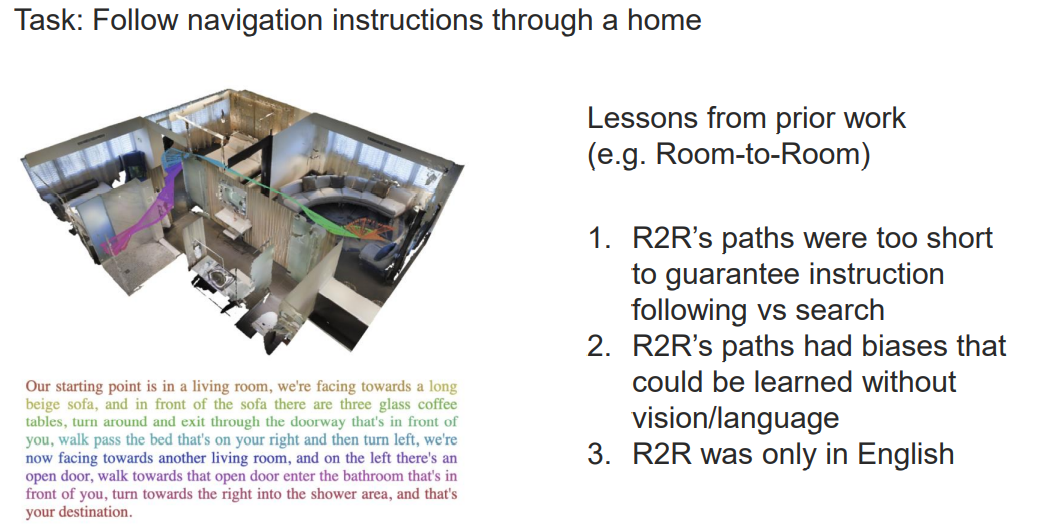 Task: Follow navigation instructions through a home
Lessons from prior work
(e.g. Room-to-Room)
1. R2R’s paths were too short
to guarantee instruction
following vs search
2. R2R’s paths had biases that
could be learned without
vision/language
3. R2R was only in English
Our starting point is in a living room, we're facing towards a long
beige sofa, and in front of the sofa there are three glass coffee
tables, turn around and exit through the doorway that's in front of
you, walk pass the bed that's on your right and then turn left, we're
now facing towards another living room, and on the left there's an
open door, walk towards that open door enter the bathroom that's in
front of you, turn towards the right into the shower area, and that's
your destination.